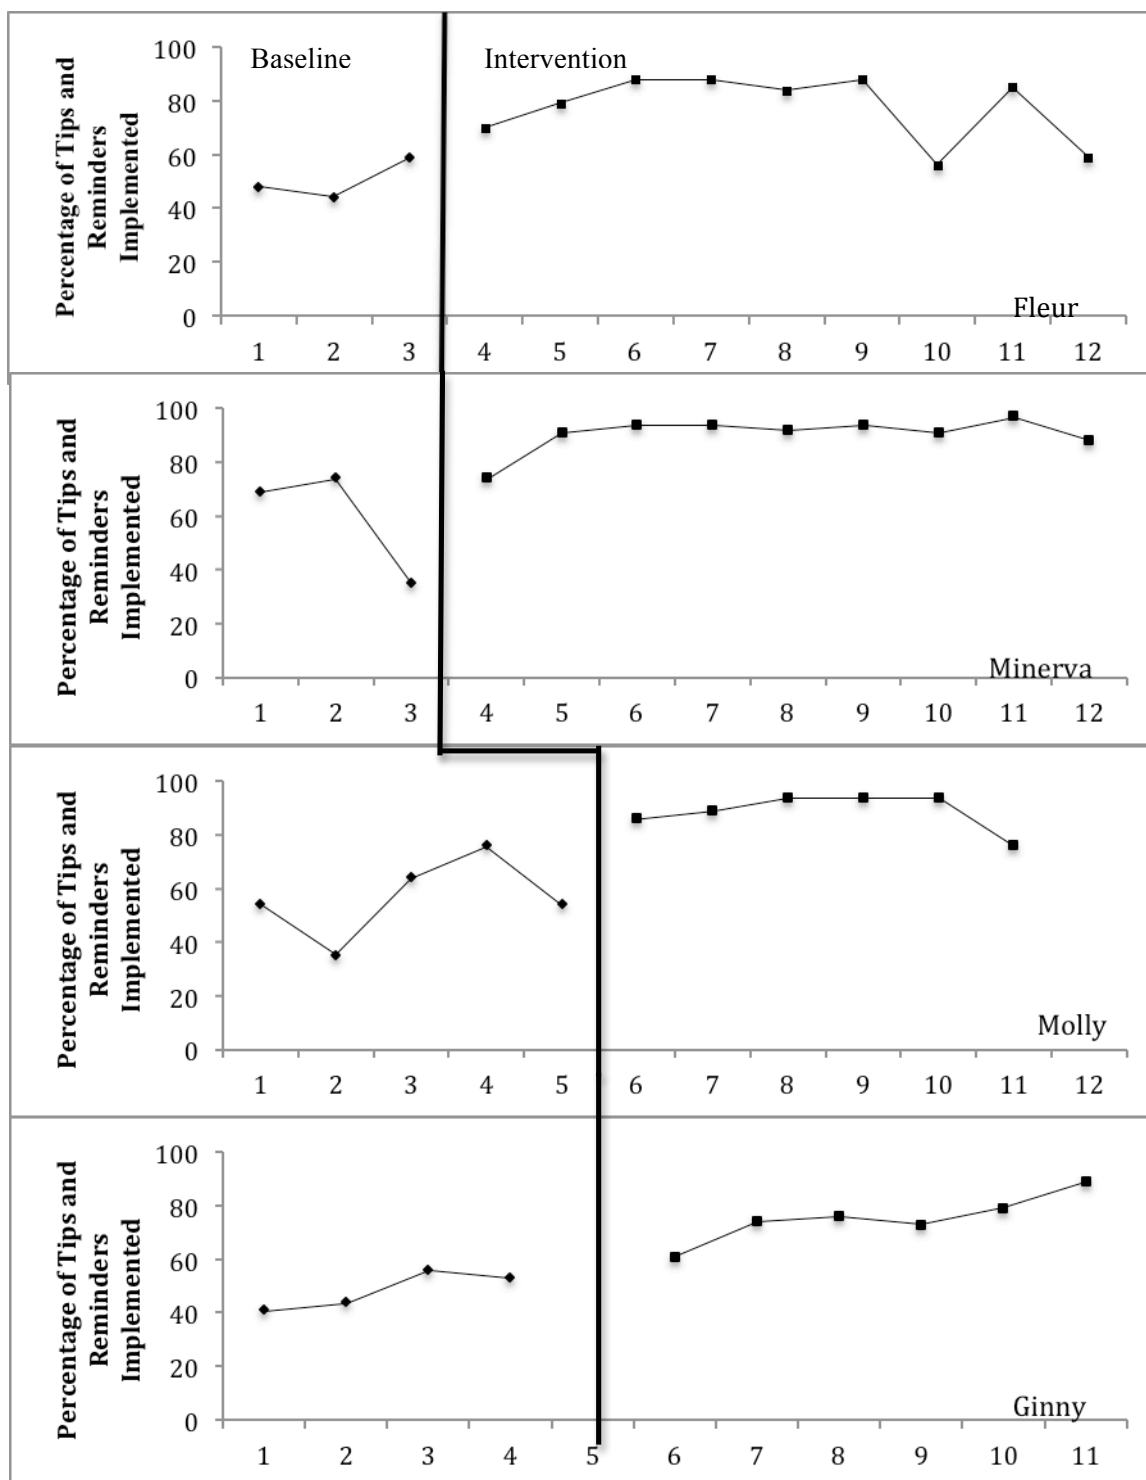 Percentage of Tips and
Reminders
Implemented
Baseline
Intervention
100
80
60
40
20
0
Fleur
1 2 3 4 5 6 7 8 9 10 11 12
Percentage of Tips and
Reminders
Implemented
100
80
60
40
20
0
Minerva
1 2 3 4 5 6 7 8 9 10 11 12
Percentage of Tips and
Reminders
Implemented
100
80
60
40
20
0
Molly
1 2 3 4 5 6 7 8 9 10 11 12
Percentage of Tips and
Reminders
Implemented
100
80
60
40
20
0
Ginny
1 2 3 4 5 6 7 8 9 10 11